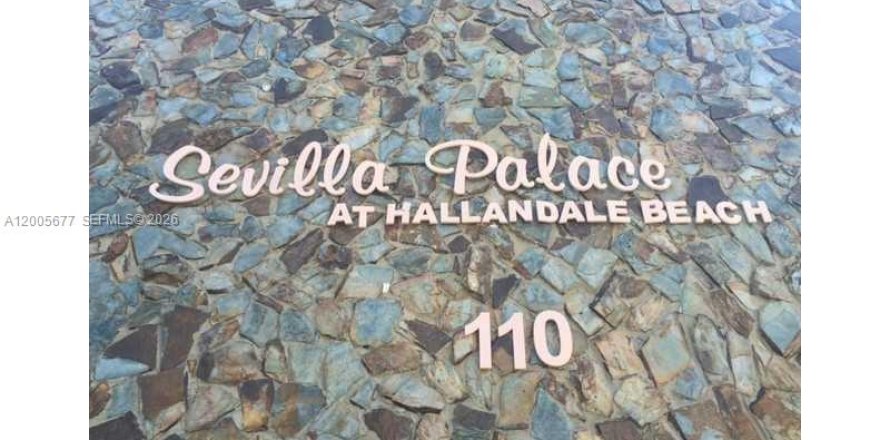 Sevilla Palace
AT HALLANDALE BEACH
A12005677 SEFMLS© 2026
110